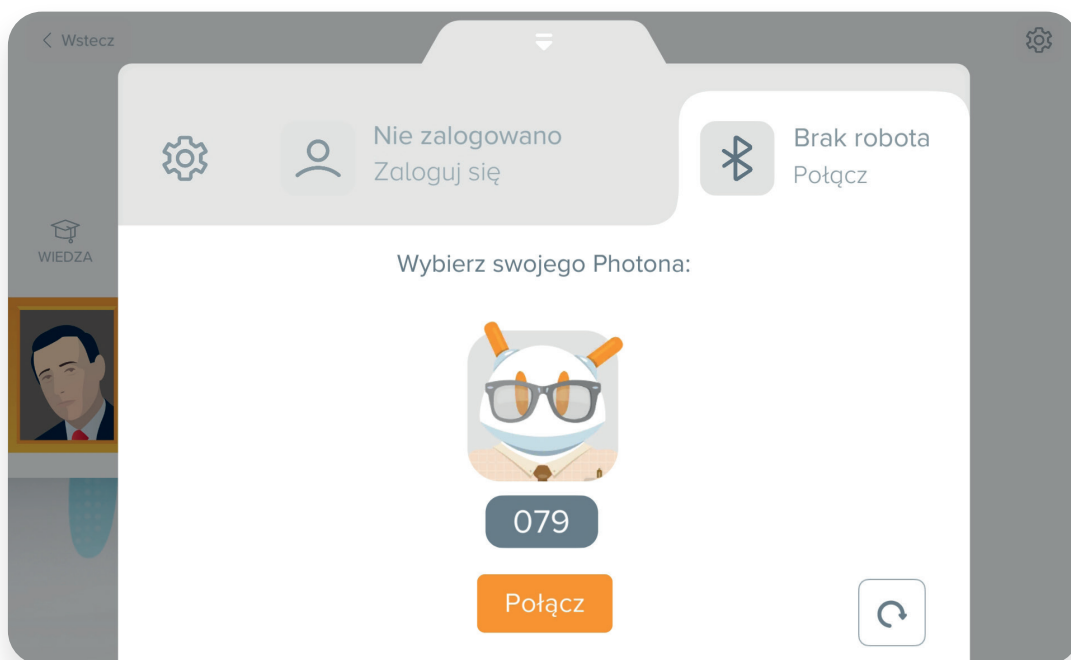 Wstecz
Nie zalogowano
Zaloguj się
Brak robota
Połącz
WIEDZA
Wybierz swojego Photona:
079
Połącz